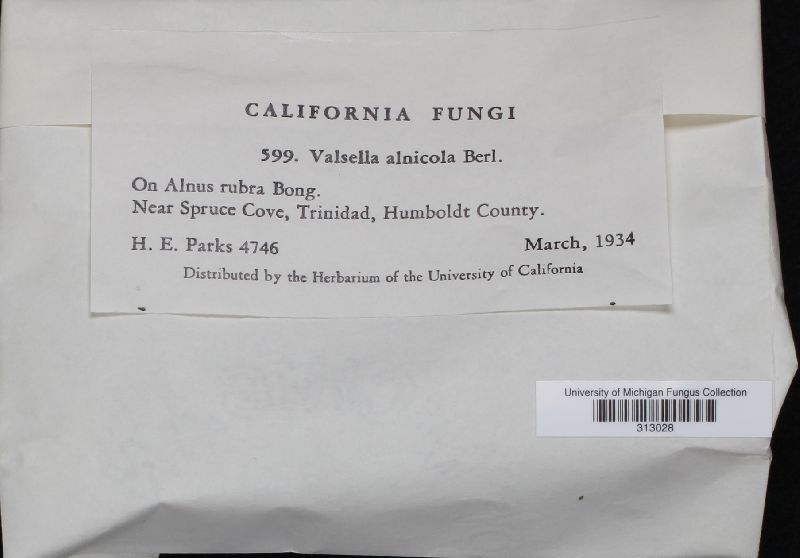 CALIFORNIA FUNGI
599. Valsella alnicola Berl.
On Alnus rubra Bong.
Near Spruce Cove, Trinidad, Humboldt County.
H. E. Parks 4746 March, 1934
Distributed by the Herbarium of the University of California
University of Michigan Fungus Collection
313028